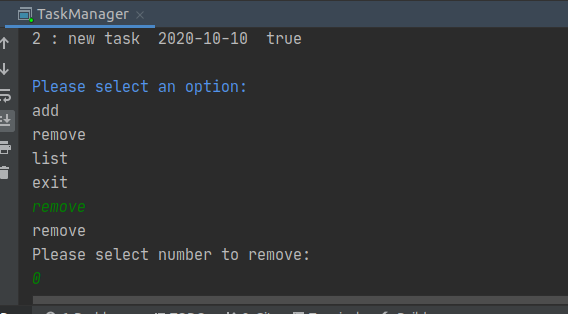 TaskManager
2 : new task  2020-10-10  true
Please select an option:
add
remove
list
exit
remove
remove
Please select number to remove:
0